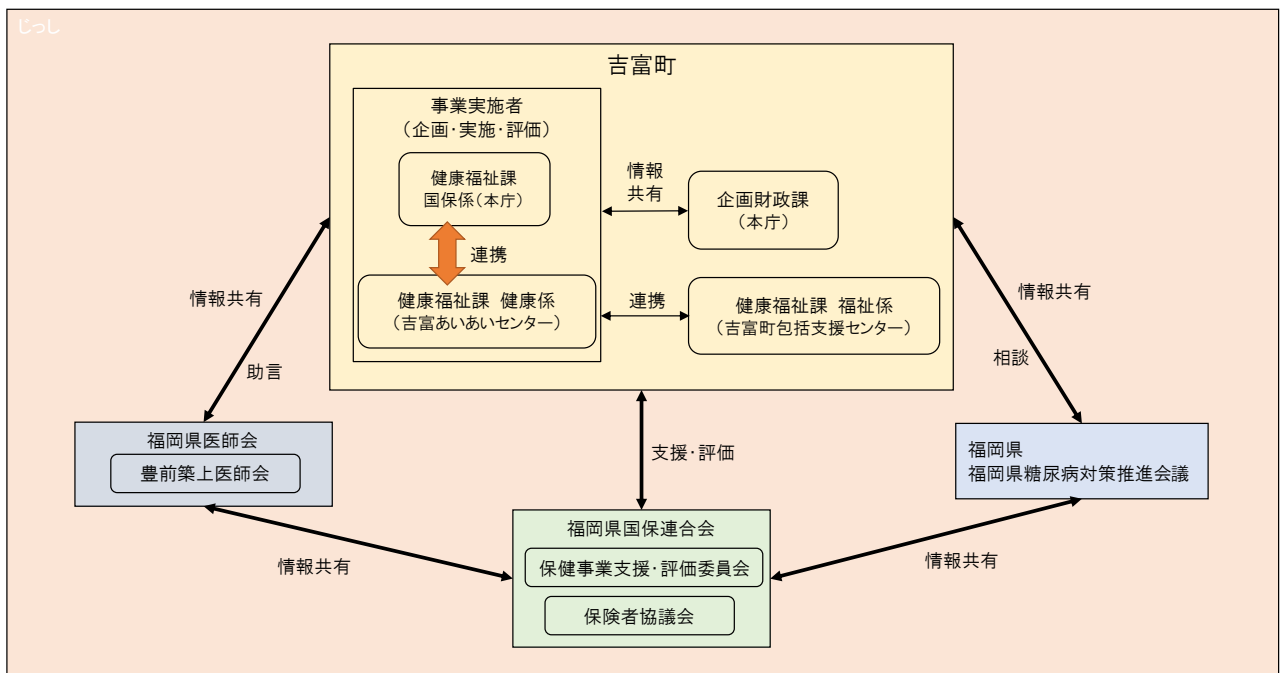 じっし
吉富町
事業実施者
（企画・実施・評価）
健康福祉課
国保係（本庁）
連携
健康福祉課 健康係
（吉富あいあいセンター）
情報
共有
企画財政課
（本庁）
連携
健康福祉課 福祉係
（吉富町包括支援センター）
情報共有
助言
情報共有
相談
支援・評価
福岡県医師会
豊前築上医師会
福岡県
福岡県糖尿病対策推進会議
福岡県国保連合会
保健事業支援・評価委員会
保険者協議会
情報共有
情報共有